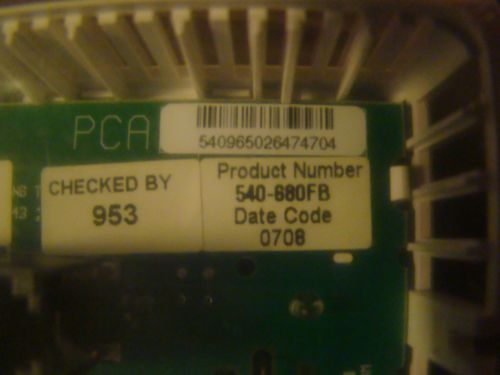 PCA
540965026474704
CHECKED BY
953
Product Number
540-680FB
Date Code
0708